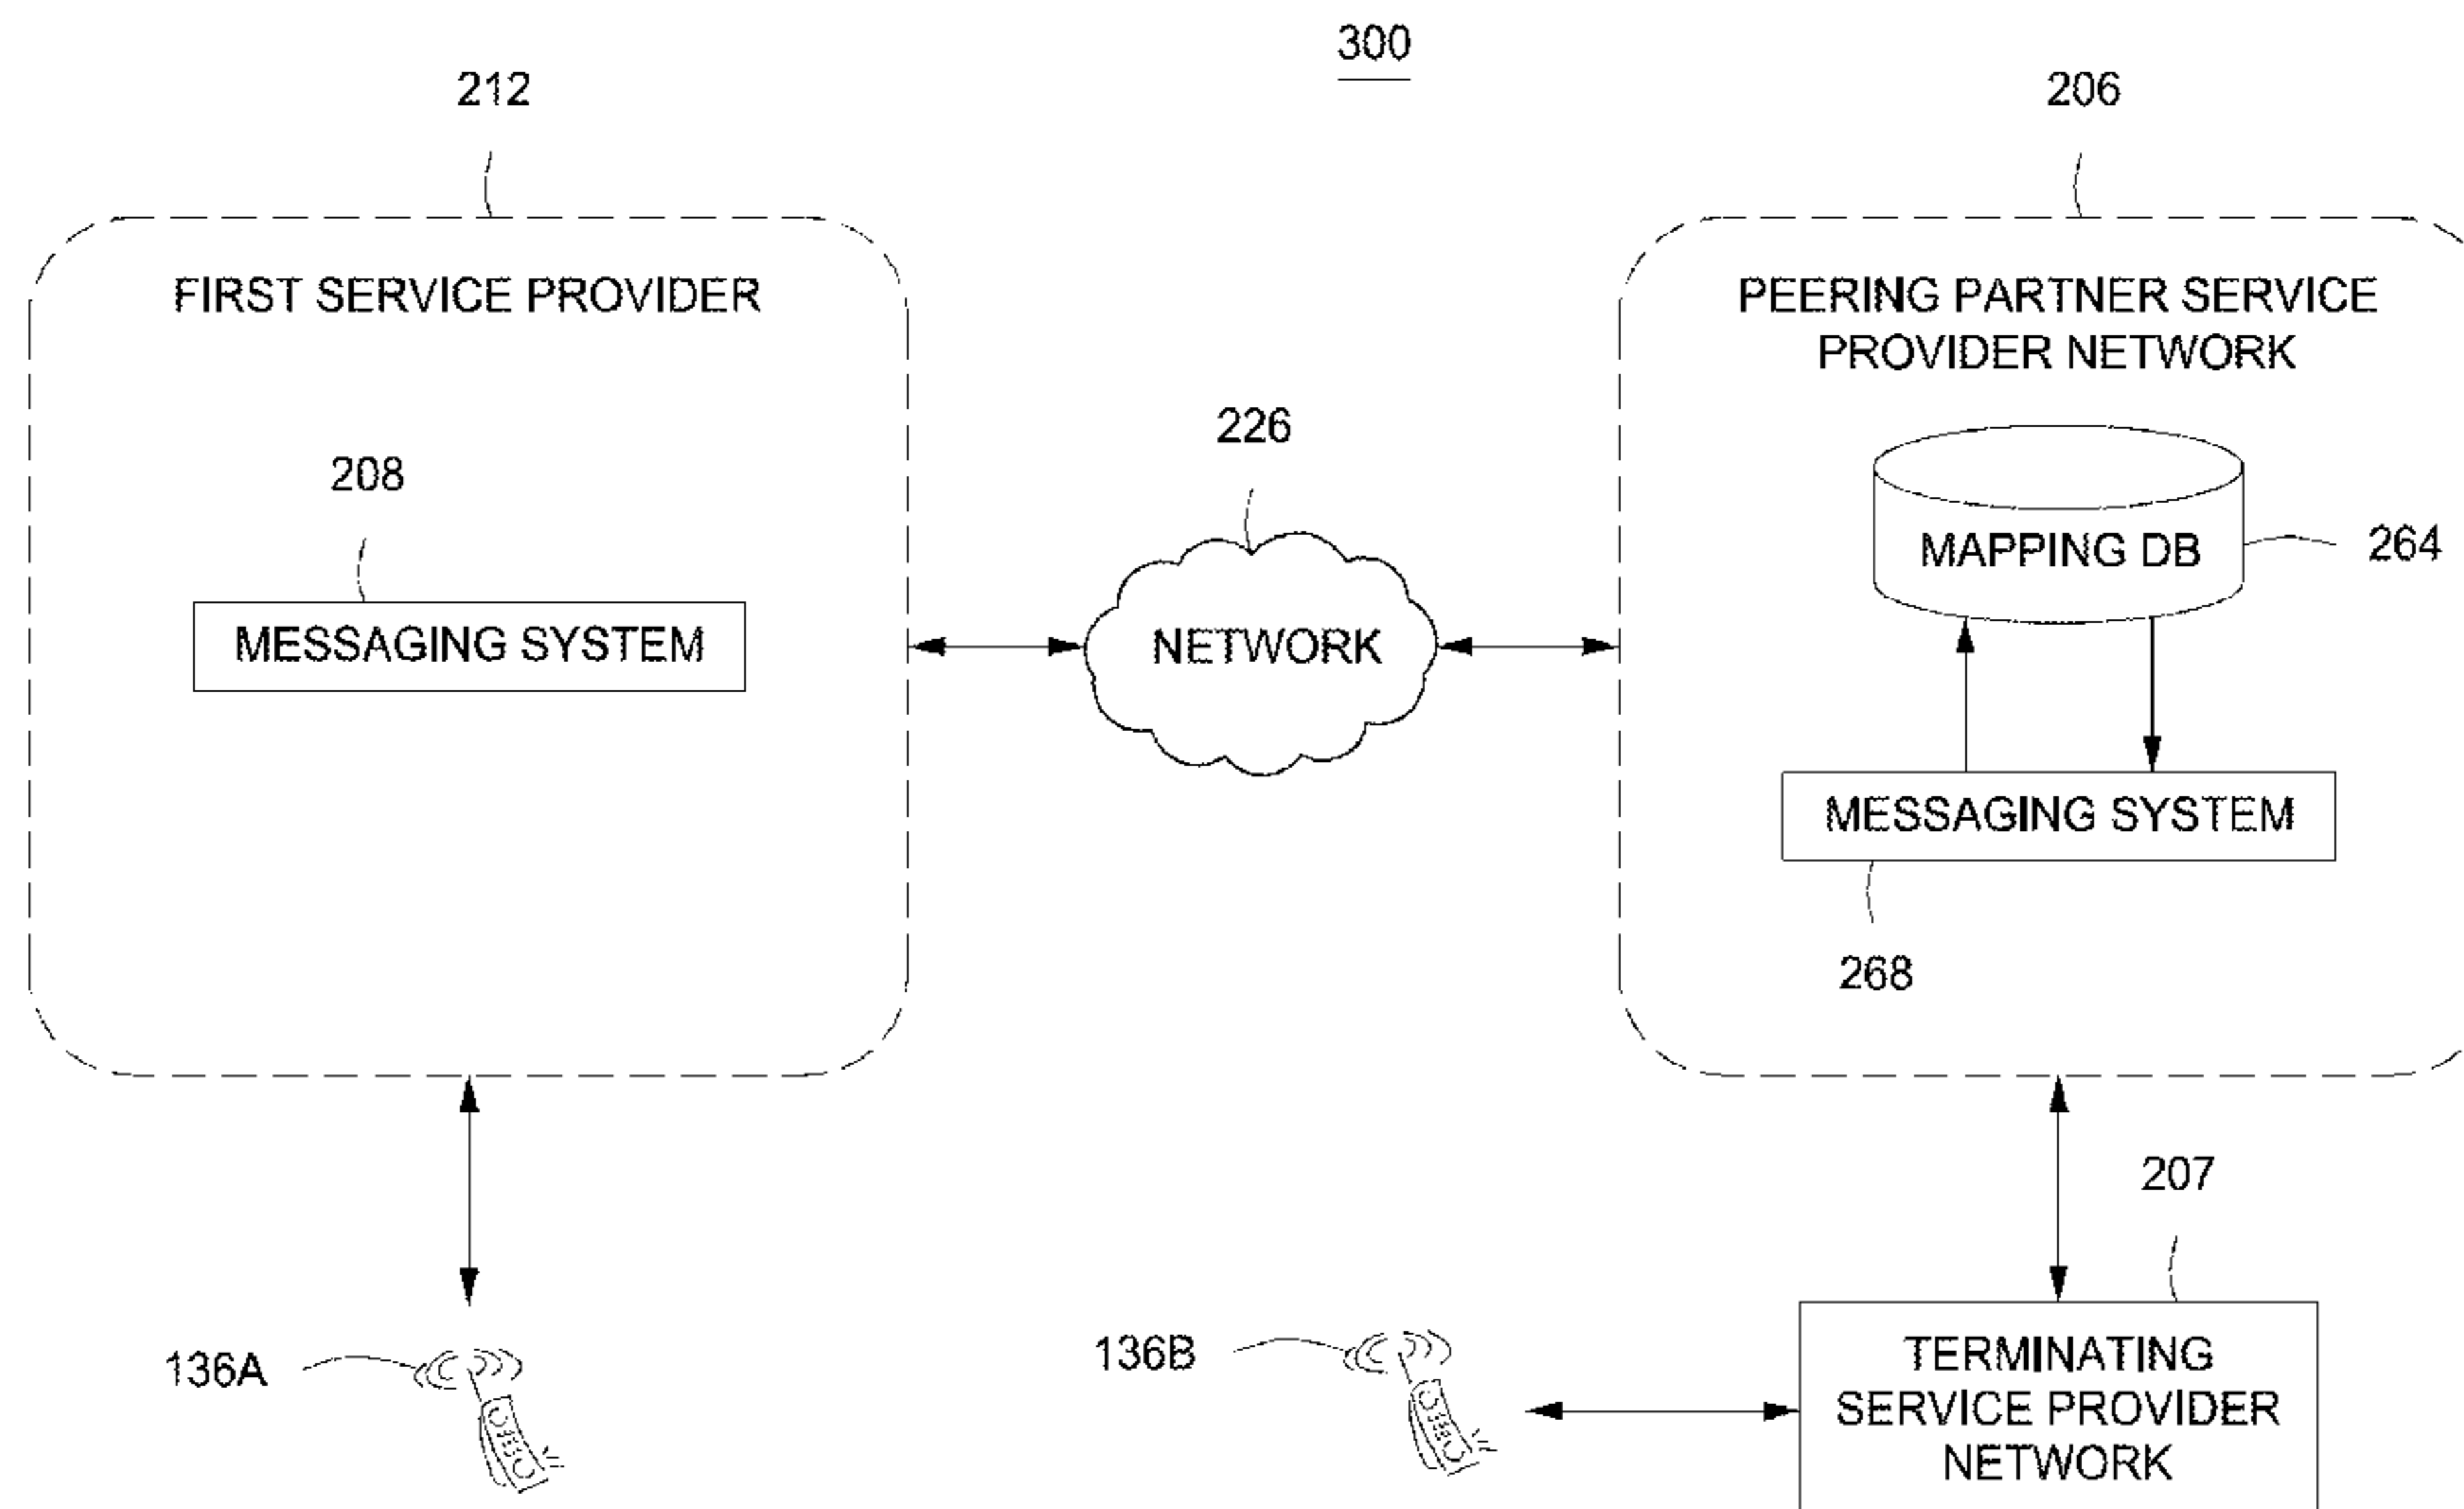 300
212
206
FIRST SERVICE PROVIDER
PEERING PARTNER SERVICE
PROVIDER NETWORK
226
208
MAPPING DB
264
MESSAGING SYSTEM
NETWORK
MESSAGING SYSTEM
268
207
136A
136B
TERMINATING
SERVICE PROVIDER
NETWORK